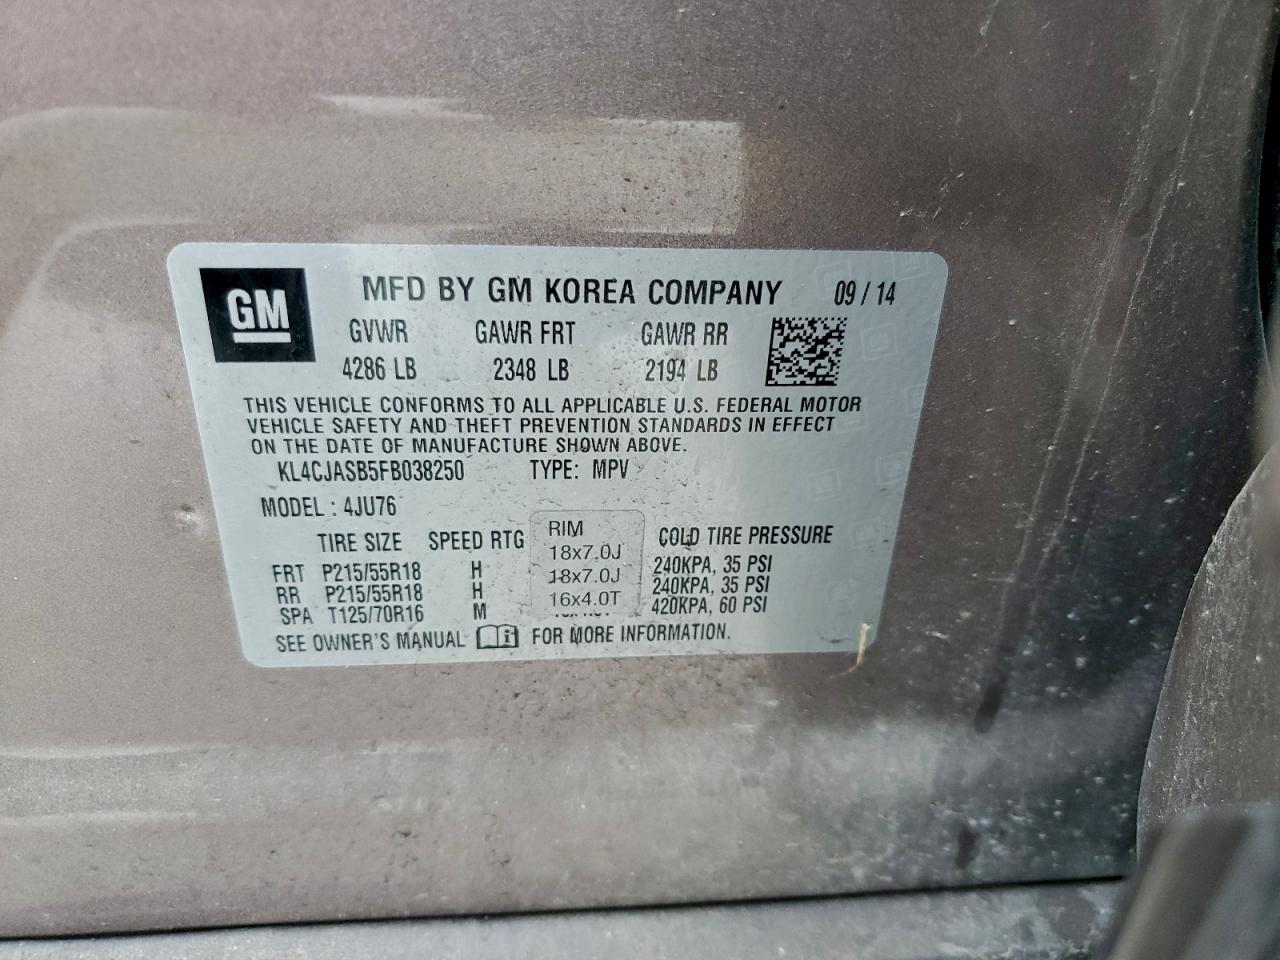 GM MFD BY GM KOREA COMPANY 09 / 14
GVWR GAWR FRT GAWR RR
4286 LB 2348 LB 2194 LB
THIS VEHICLE CONFORMS TO ALL APPLICABLE U.S. FEDERAL MOTOR
VEHICLE SAFETY AND THEFT PREVENTION STANDARDS IN EFFECT
ON THE DATE OF MANUFACTURE SHOWN ABOVE.
KL4CJASB5FB038250 TYPE: MPV
MODEL : 4JU76
TIRE SIZE SPEED RTG RIM COLD TIRE PRESSURE
FRT P215/55R18 H 18x7.0J 240KPA, 35 PSI
RR P215/55R18 H 18x7.0J 240KPA, 35 PSI
SPA T125/70R16 M 16x4.0T 420KPA, 60 PSI
SEE OWNER'S MANUAL FOR MORE INFORMATION.